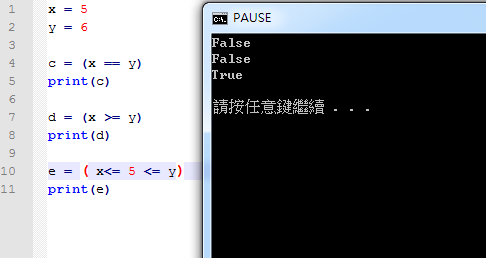 1 x = 5
2 y = 6
3
4 c = (x == y)
5 print(c)
6
7 d = (x >= y)
8 print(d)
9
10 e = ( x<= 5 <= y)
11 print(e)
C:\. PAUSE
False
False
True
請按任意鍵繼續 . . .